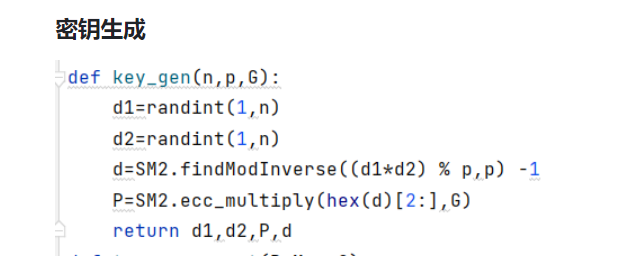 密钥生成
def key_gen(n,p,G):
d1=randint(1,n)
d2=randint(1,n)
d=SM2.findModInverse((d1*d2) % p,p) -1
P=SM2.ecc_multiply(hex(d)[2:],G)
return d1,d2,P,d